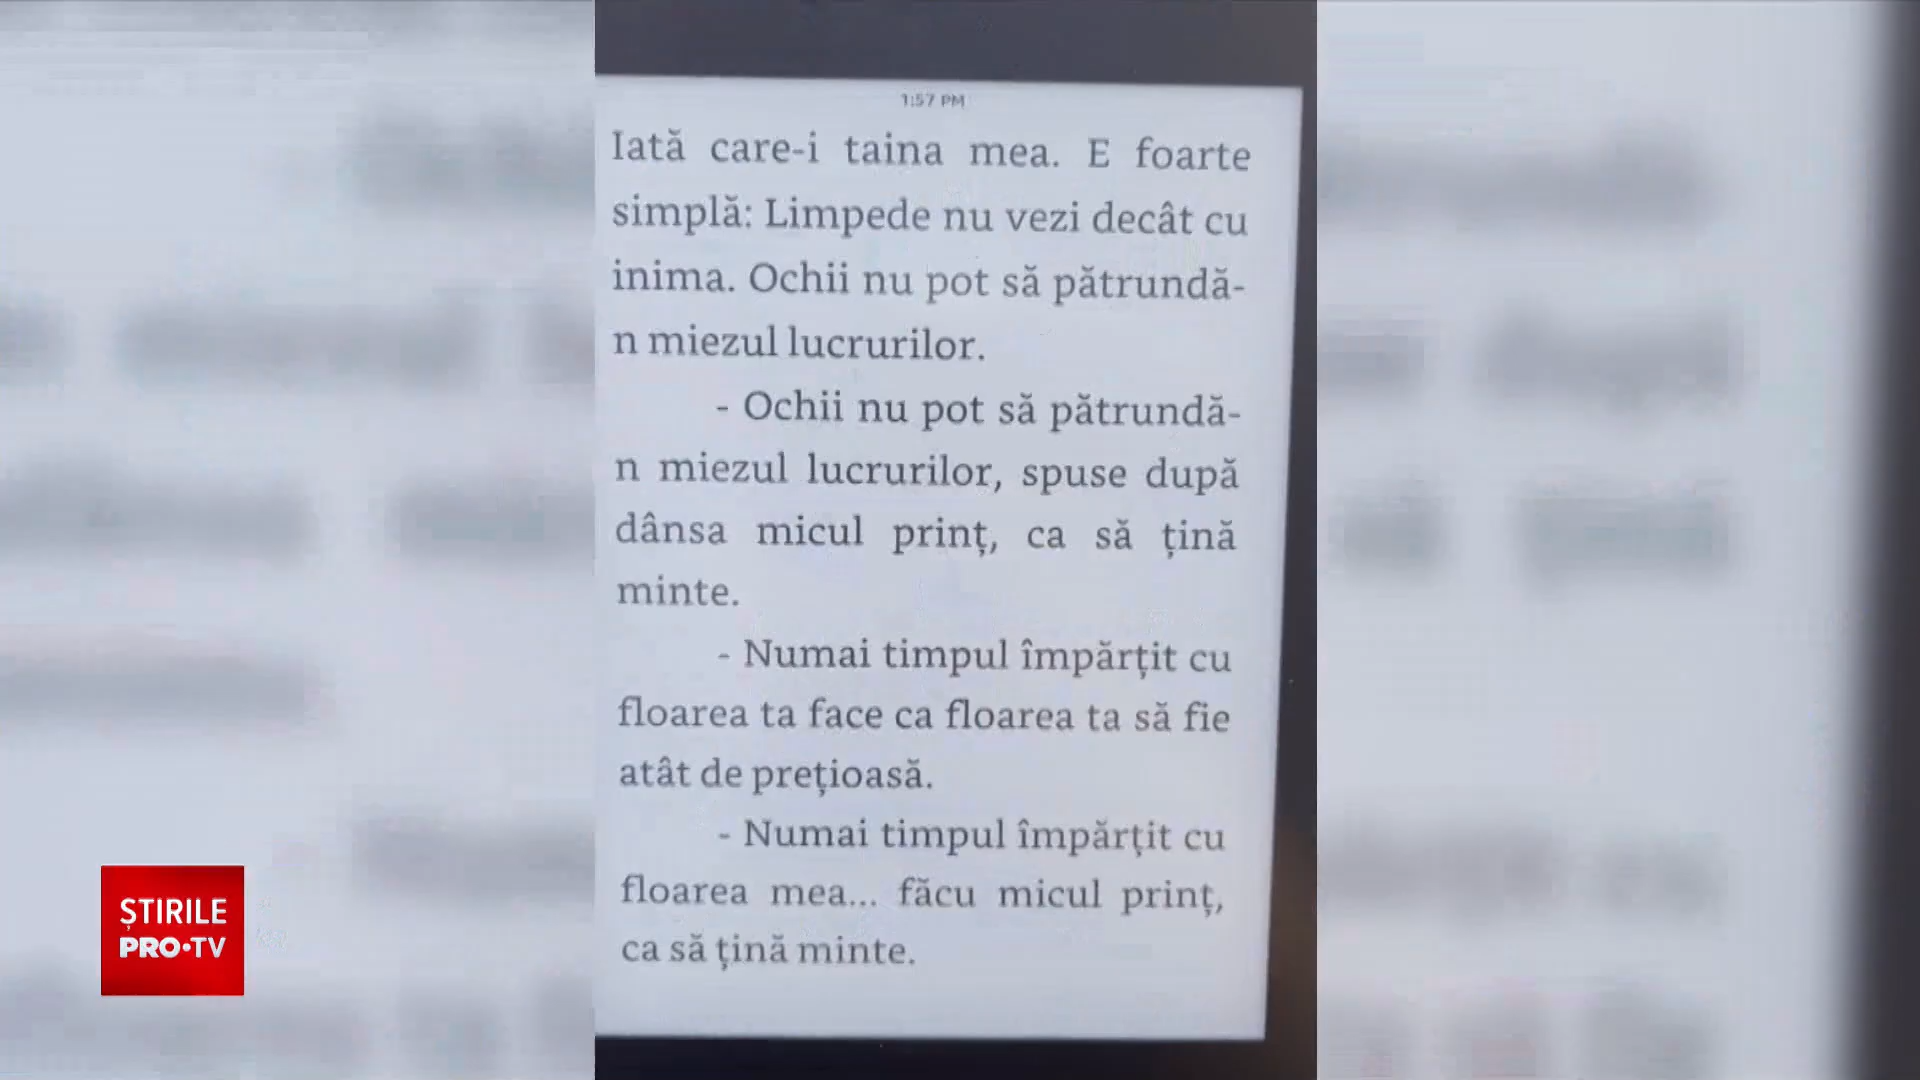 1:57 PM
Iată care-i taina mea. E foarte
simplă: Limpede nu vezi decât cu
inima. Ochii nu pot să pătrundă-
n miezul lucrurilor.
- Ochii nu pot să pătrundă-
n miezul lucrurilor, spuse după
dânsa micul prinț, ca să țină
minte.
- Numai timpul împărțit cu
floarea ta face ca floarea ta să fie
atât de prețioasă.
- Numai timpul împărțit cu
floarea mea... făcu micul prinț,
ca să țină minte.
ȘTIRILE
PRO•TV